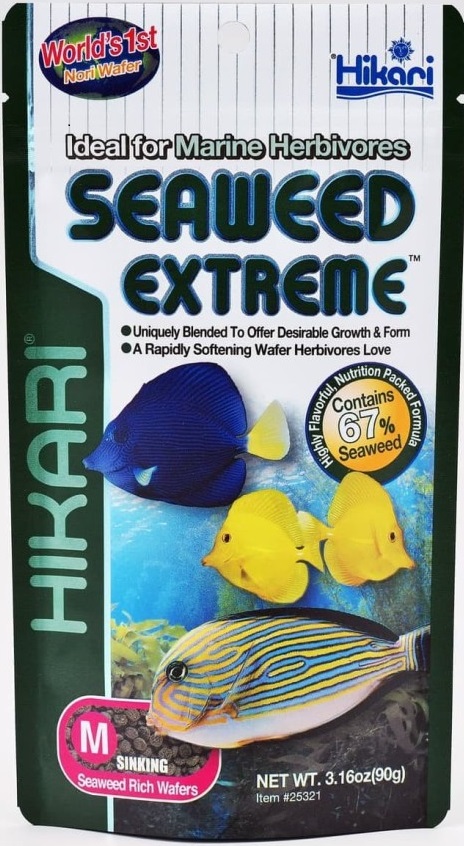 World's 1st
Nori Wafer
®Hikari
Ideal for Marine Herbivores
SEAWEED
EXTREME™
●Uniquely Blended To Offer Desirable Growth & Form
●A Rapidly Softening Wafer Herbivores Love
Highly Flavorful, Nutrition Packed Formula
Contains
67%
Seaweed
HIKARI®
M
SINKING
Seaweed Rich Wafers
NET WT. 3.16oz(90g)
Item #25321